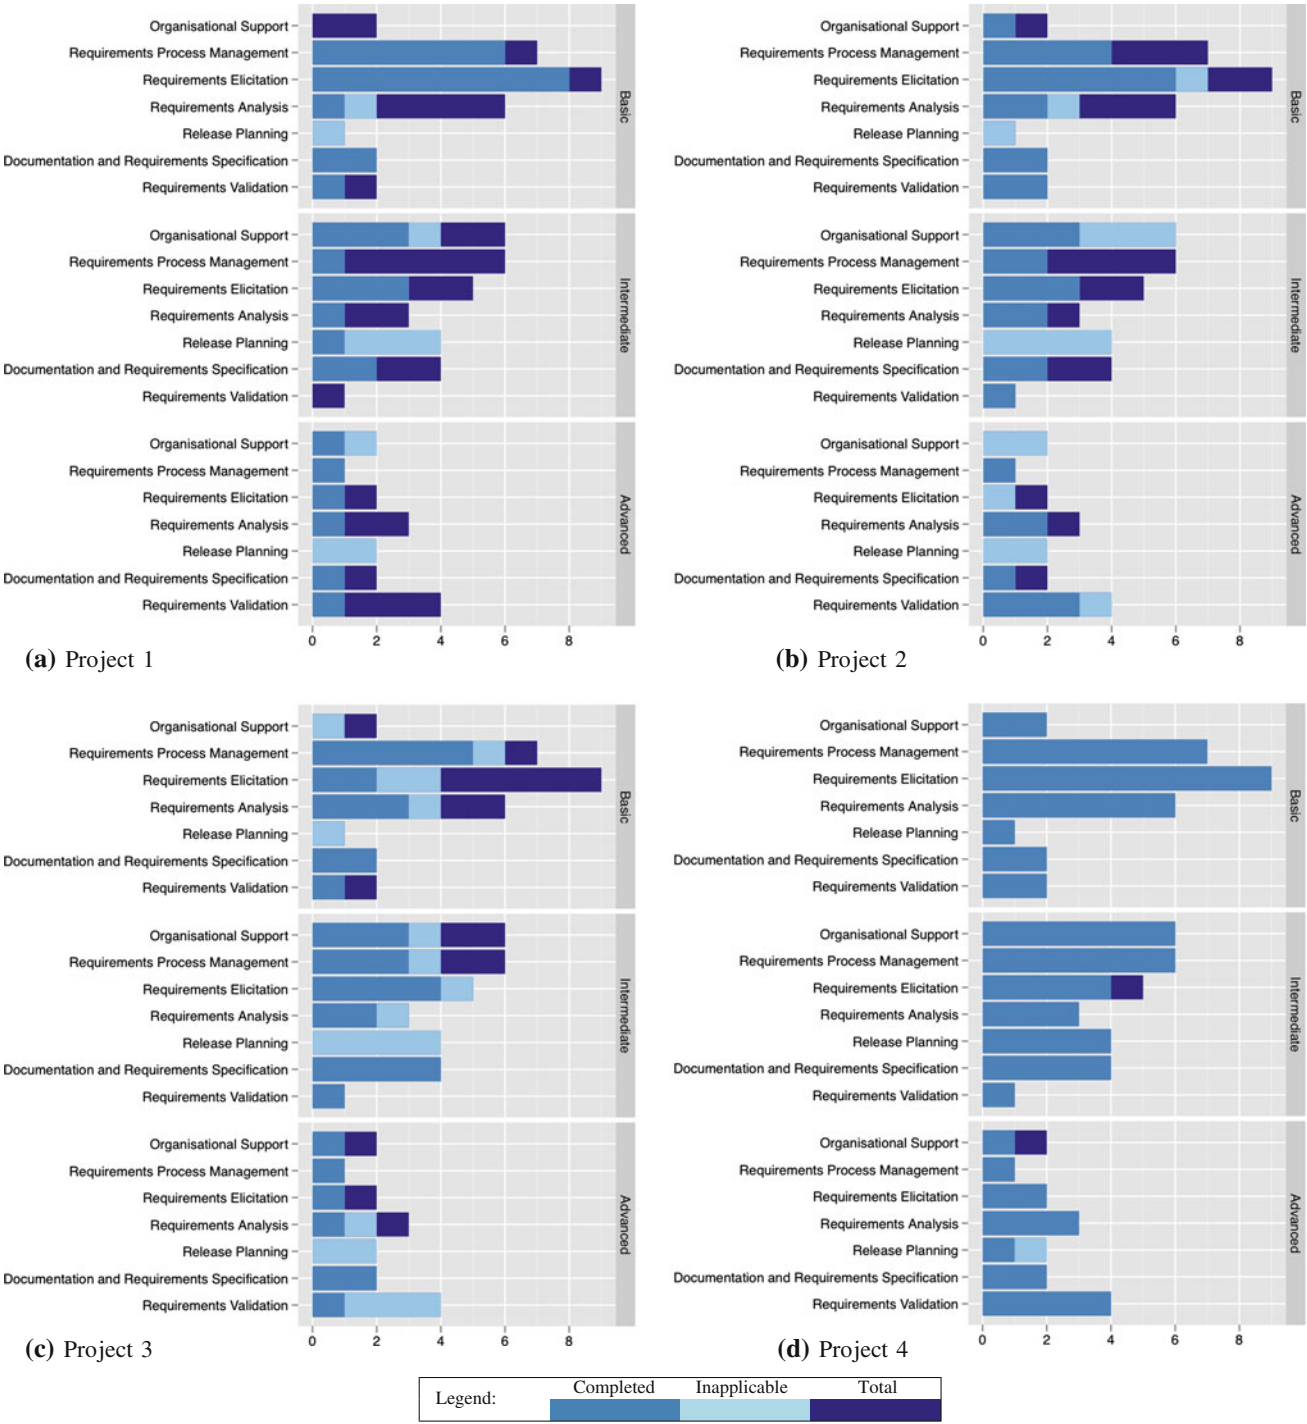 Organisational Support
Requirements Process Management
Requirements Elicitation
Requirements Analysis
Release Planning
Documentation and Requirements Specification
Requirements Validation
Basic
Organisational Support
Requirements Process Management
Requirements Elicitation
Requirements Analysis
Release Planning
Documentation and Requirements Specification
Requirements Validation
Intermediate
Organisational Support
Requirements Process Management
Requirements Elicitation
Requirements Analysis
Release Planning
Documentation and Requirements Specification
Requirements Validation
Advanced
0 2 4 6 8
(a) Project 1
Organisational Support
Requirements Process Management
Requirements Elicitation
Requirements Analysis
Release Planning
Documentation and Requirements Specification
Requirements Validation
Basic
Organisational Support
Requirements Process Management
Requirements Elicitation
Requirements Analysis
Release Planning
Documentation and Requirements Specification
Requirements Validation
Intermediate
Organisational Support
Requirements Process Management
Requirements Elicitation
Requirements Analysis
Release Planning
Documentation and Requirements Specification
Requirements Validation
Advanced
0 2 4 6 8
(b) Project 2
Organisational Support
Requirements Process Management
Requirements Elicitation
Requirements Analysis
Release Planning
Documentation and Requirements Specification
Requirements Validation
Basic
Organisational Support
Requirements Process Management
Requirements Elicitation
Requirements Analysis
Release Planning
Documentation and Requirements Specification
Requirements Validation
Intermediate
Organisational Support
Requirements Process Management
Requirements Elicitation
Requirements Analysis
Release Planning
Documentation and Requirements Specification
Requirements Validation
Advanced
0 2 4 6 8
(c) Project 3
Organisational Support
Requirements Process Management
Requirements Elicitation
Requirements Analysis
Release Planning
Documentation and Requirements Specification
Requirements Validation
Basic
Organisational Support
Requirements Process Management
Requirements Elicitation
Requirements Analysis
Release Planning
Documentation and Requirements Specification
Requirements Validation
Intermediate
Organisational Support
Requirements Process Management
Requirements Elicitation
Requirements Analysis
Release Planning
Documentation and Requirements Specification
Requirements Validation
Advanced
0 2 4 6 8
(d) Project 4
Legend: Completed Inapplicable Total